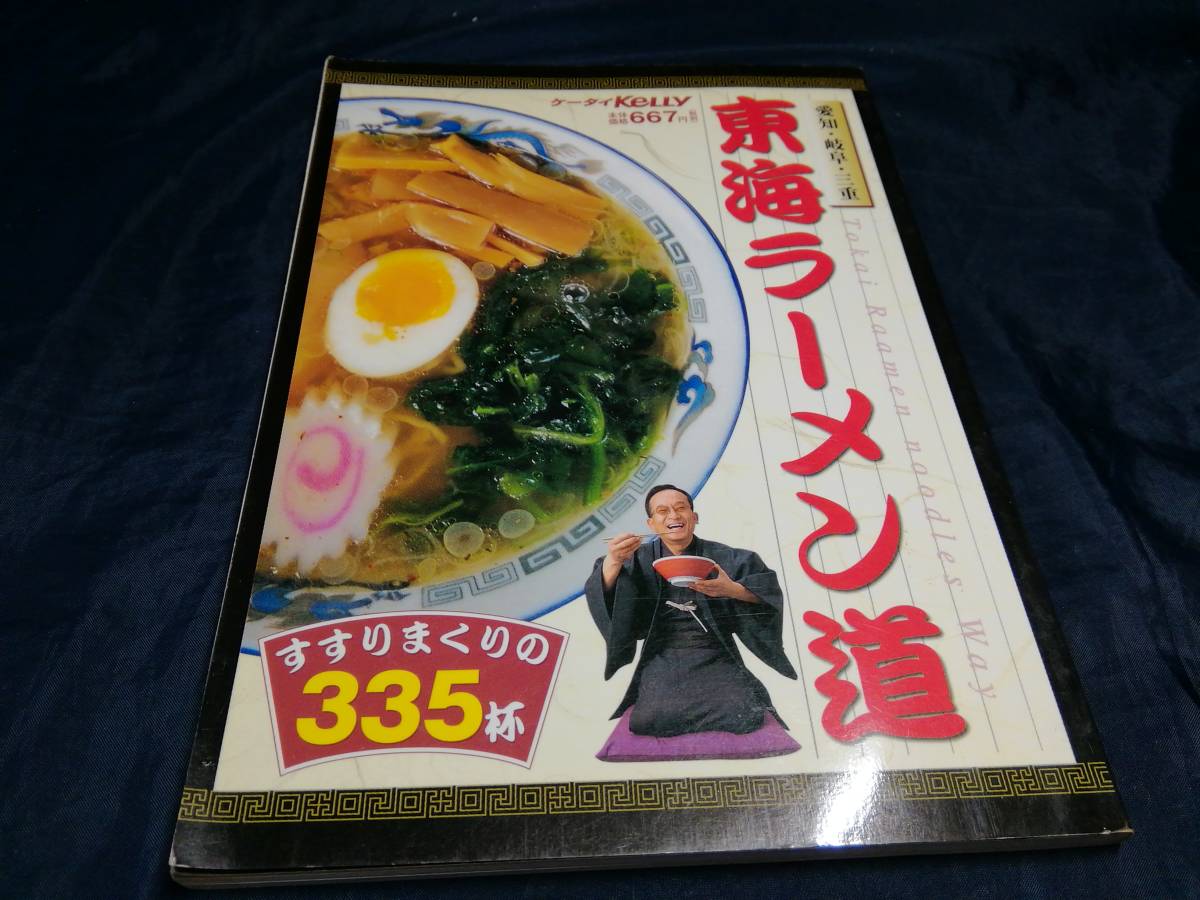 ケータイKELLY
本体価格667円
愛知・岐阜・三重
東海ラーメン道
Tokai Raamen noodles Way
すすりまくりの
335杯